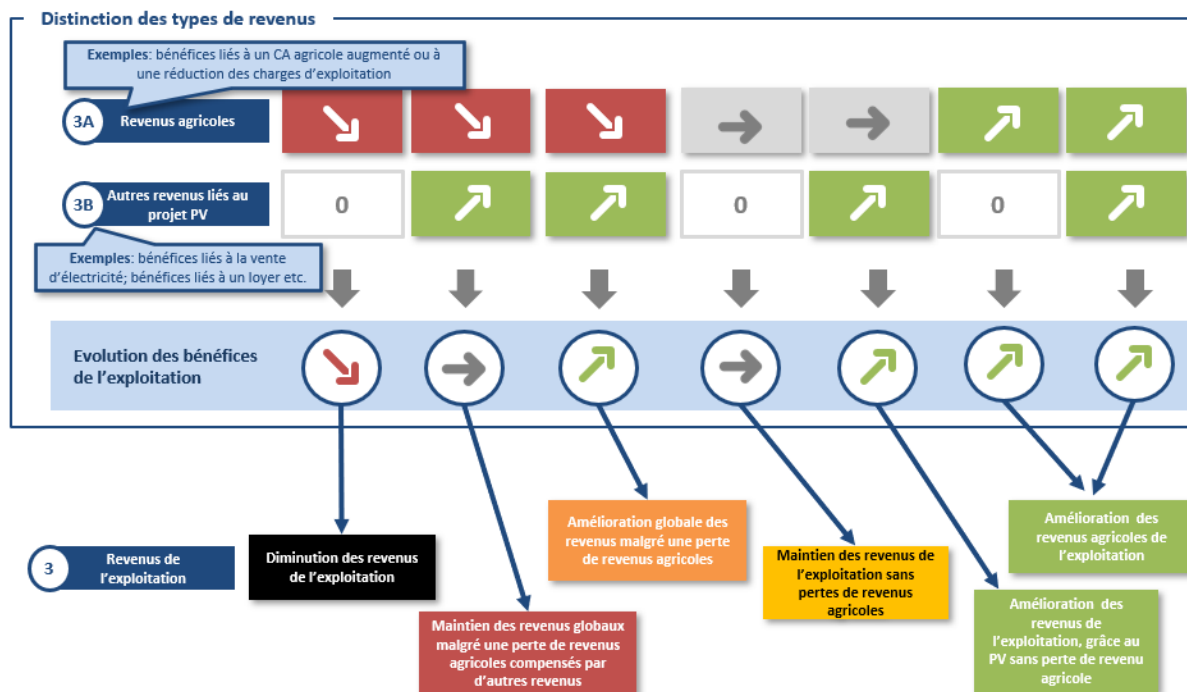 Distinction des types de revenus
Exemples: bénéfices liés à un CA agricole augmenté ou à
une réduction des charges d'exploitation
3A
Revenus agricoles
3B
Autres revenus liés au
projet PV
0
0
0
Exemples: bénéfices liés à la vente
d'électricité; bénéfices liés à un loyer etc.
Evolution des bénéfices
de l'exploitation
3
Revenus de
l'exploitation
Diminution des revenus
de l'exploitation
Maintien des revenus globaux
malgré une perte de revenus
agricoles compensés par
d'autres revenus
Amélioration globale des
revenus malgré une perte
de revenus agricoles
Maintien des revenus de
l'exploitation sans
pertes de revenus
agricoles
Amélioration des
revenus agricoles de
l'exploitation
Amélioration des
revenus de
l'exploitation, grâce au
PV sans perte de revenu
agricole